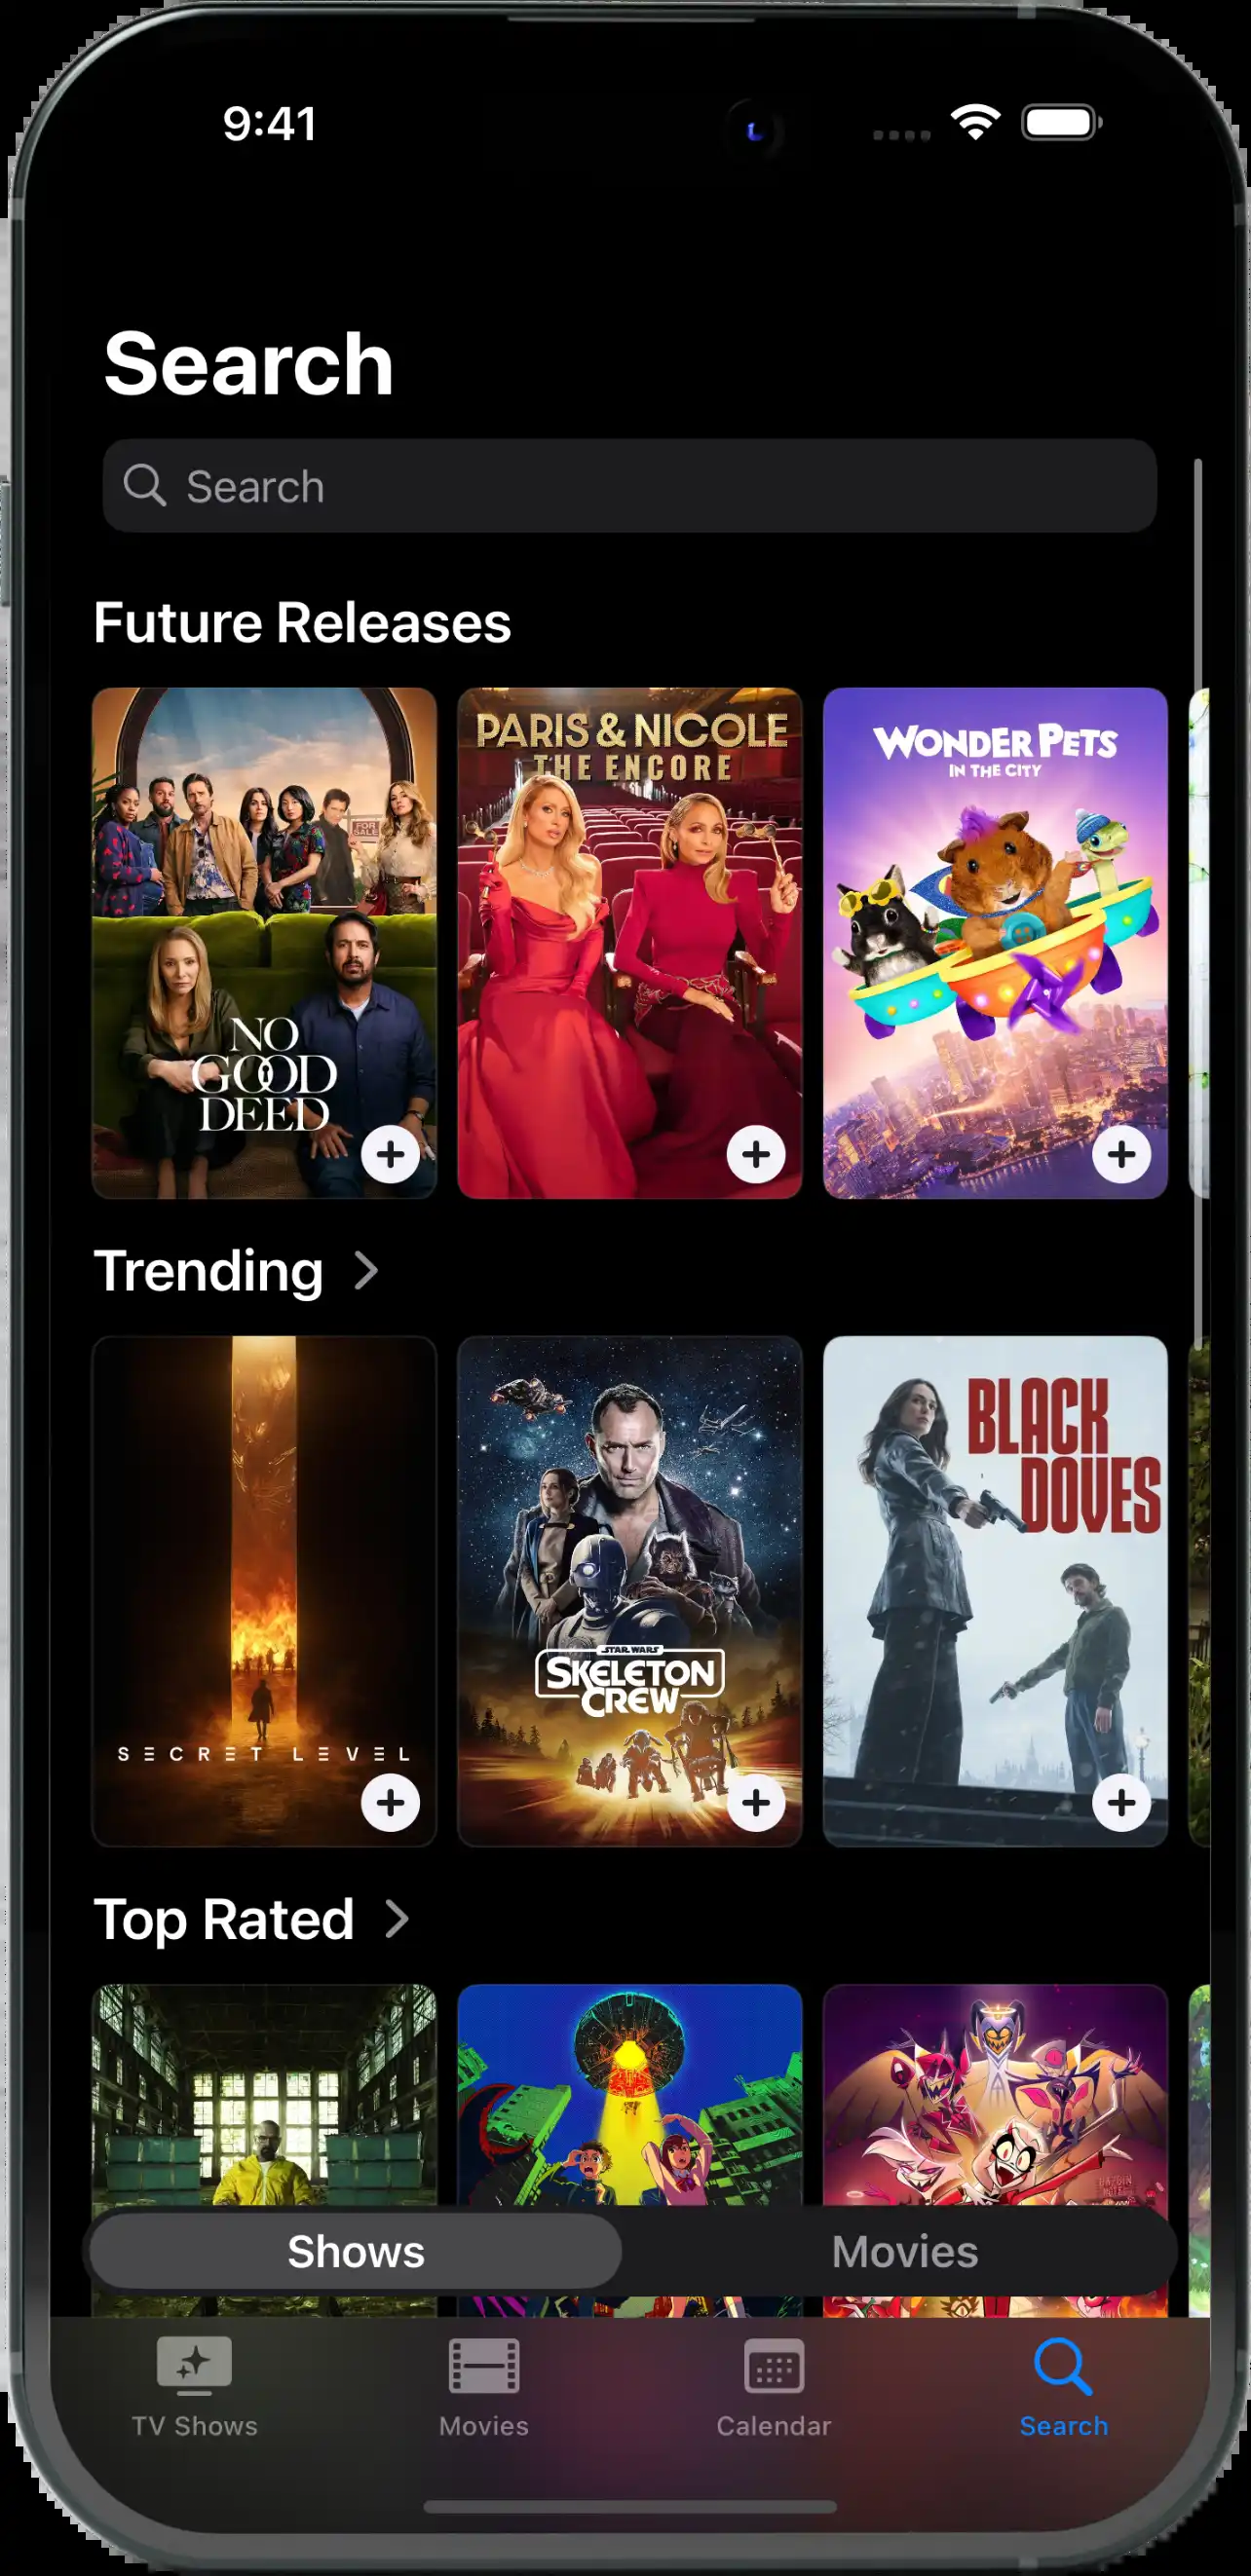 9:41
Search
Search
Future Releases
FOR
SALE
NO
GOOD
DEED
PARIS & NICOLE
THE ENCORE
WONDER PETS
IN THE CITY
Trending
SECRET LEVEL
STAR WARS
SKELETON
CREW
BLACK
DOVES
Top Rated
HAZBIN
HOTEL
Shows
Movies
TV Shows
Movies
Calendar
Search